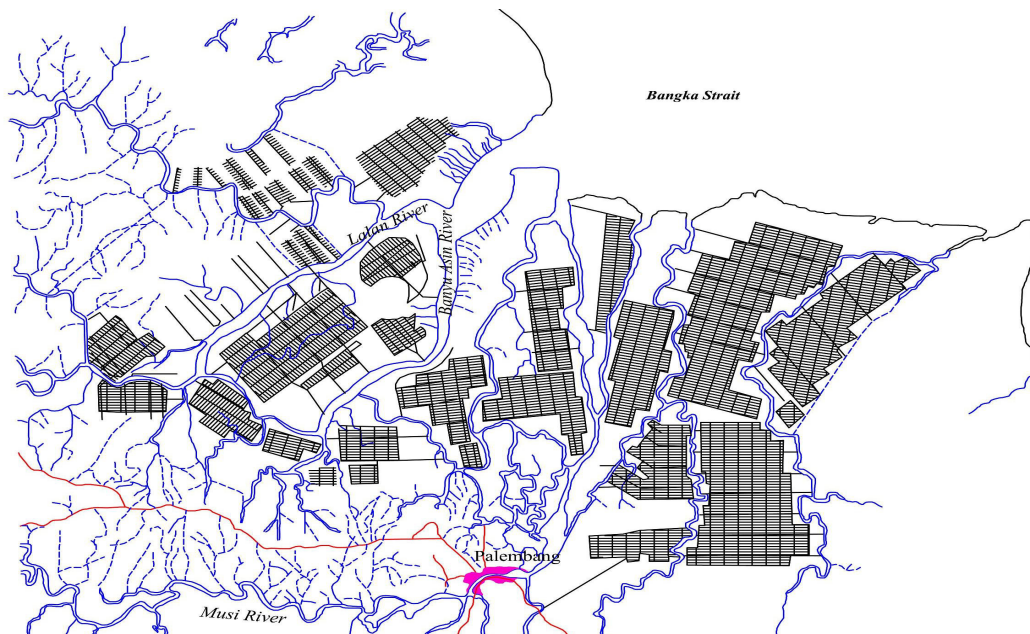 Bangka Strait
Lalan River
Banyu Asin River
Palembang
Musi River